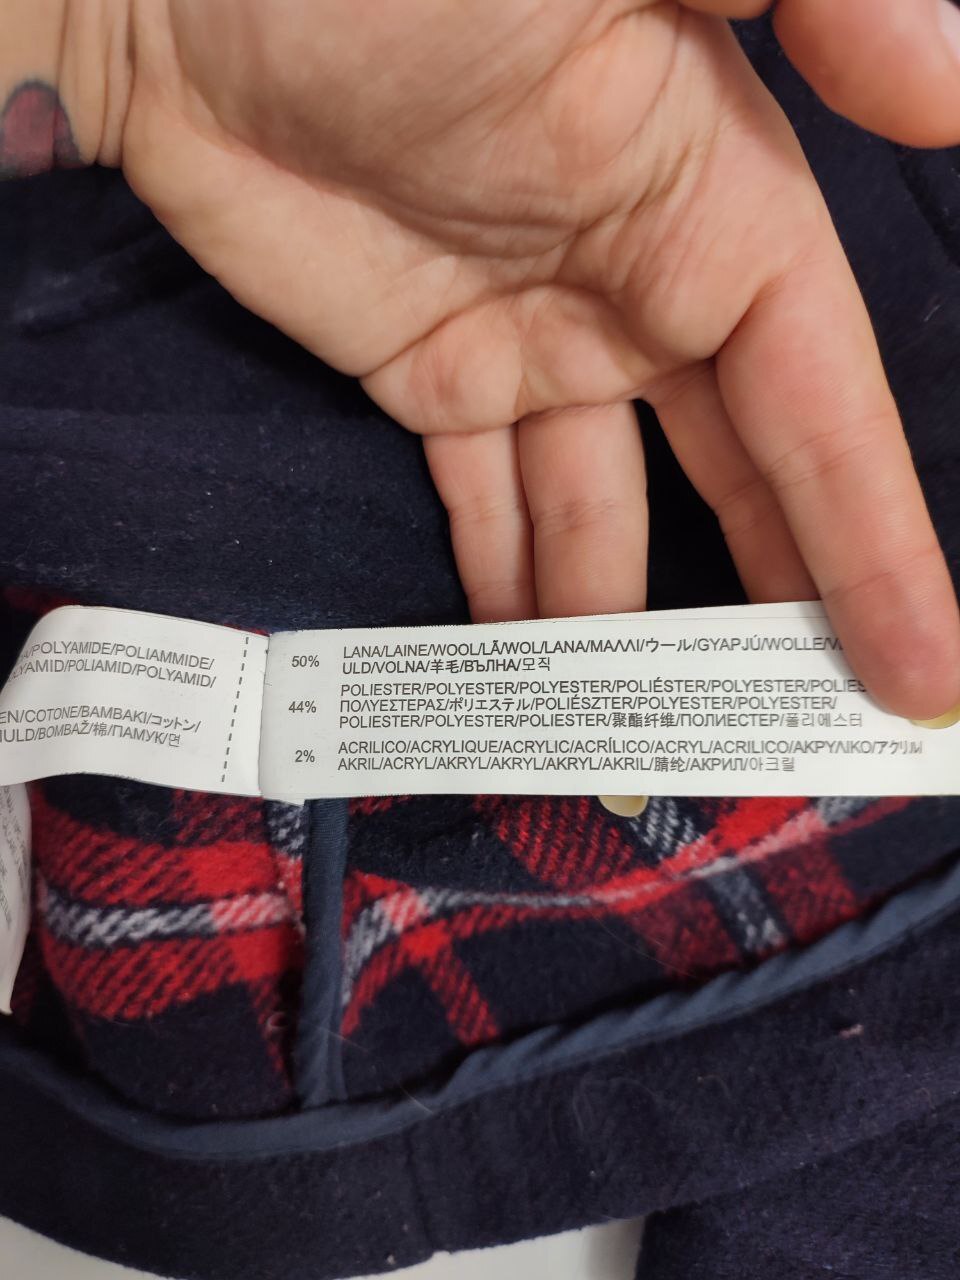 POLYAMIDE/POLIAMMIDE/
POLIAMID/POLYAMID/
COTONE/BAMBAKI/コットン/
BOMBAŽ/棉/ПАМУК/면
50% LANA/LAINE/WOOL/LÃ/WOL/LANA/ΜΑΛΛΙ/ウール/GYAPJÚ/WOLLE/
ULD/VOLNA/羊毛/ВЪЛНА/모직
44% POLIESTER/POLYESTER/POLYESTER/POLIÉSTER/POLYESTER/
ΠΟΛΥΕΣΤΕΡΑΣ/ポリエステル/POLIÉSZTER/POLYESTER/POLYESTER/
POLIESTER/POLYESTER/POLIESTER/聚酯纤维/ПОЛИЕСТЕР/폴리에스터
2% ACRILICO/ACRYLIQUE/ACRYLIC/ACRÍLICO/ACRYL/ACRILICO/ΑΚΡΥΛΙΚΟ/アクリル/
AKRIL/ACRYL/AKRYL/AKRYL/AKRYL/AKRIL/腈纶/АКРИЛ/아크릴